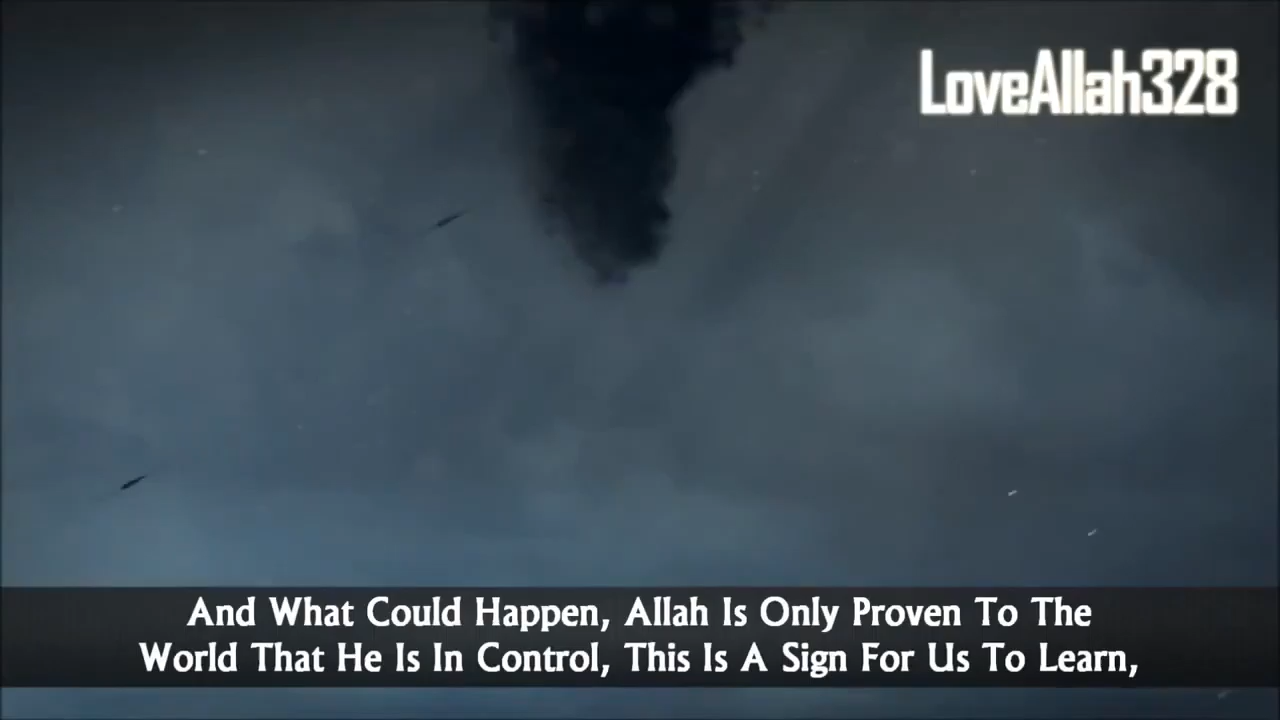 LoveAllah328
And What Could Happen, Allah Is Only Proven To The
World That He Is In Control, This Is A Sign For Us To Learn,